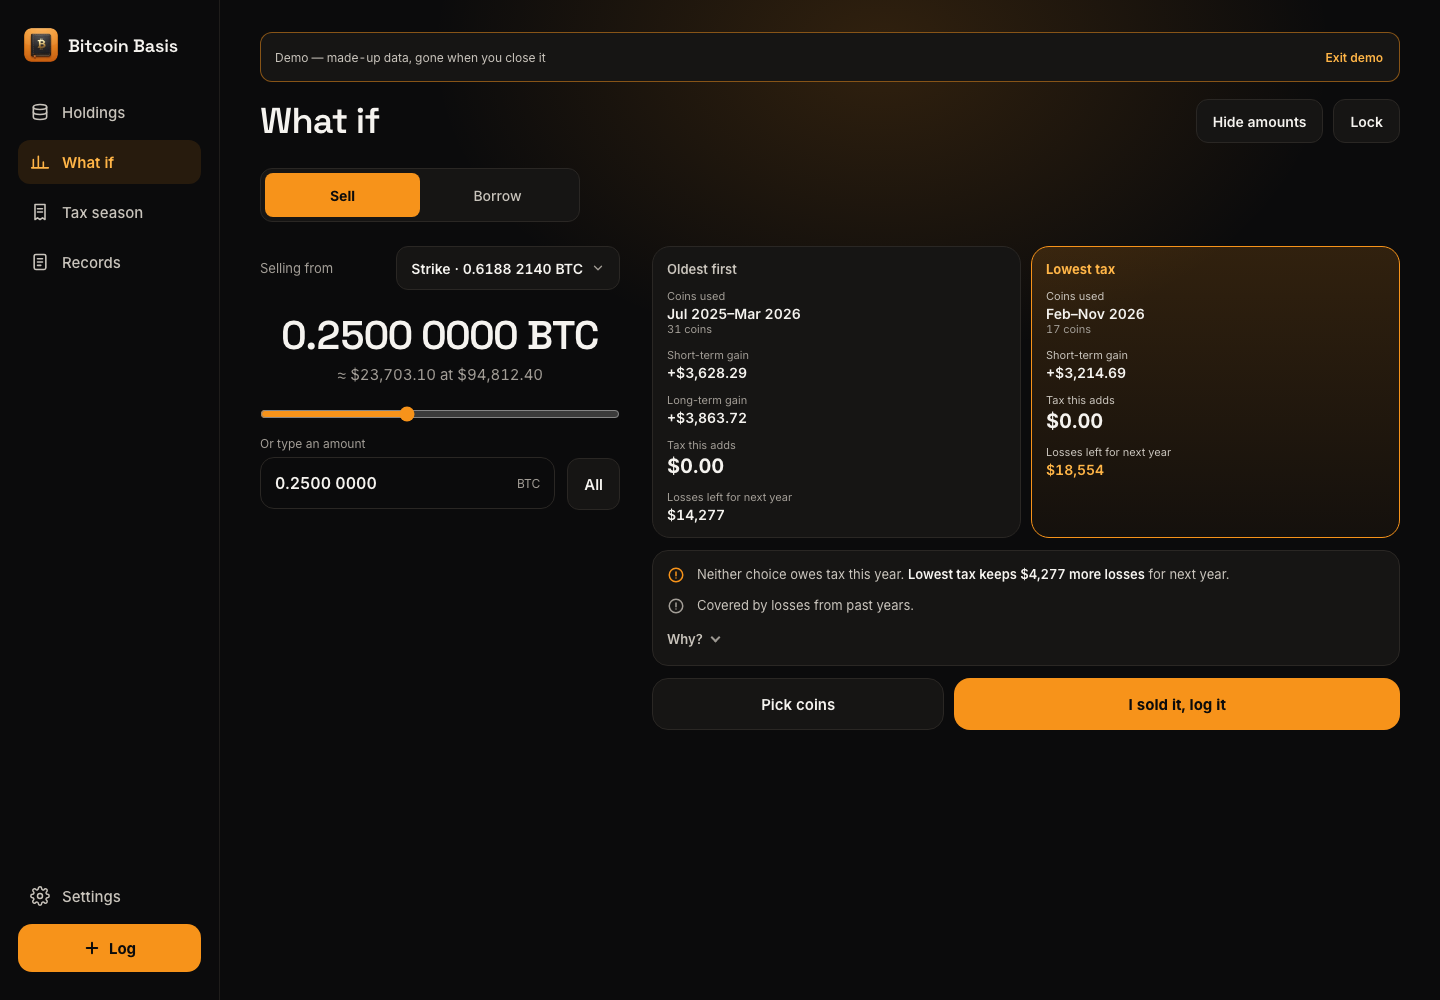 Bitcoin Basis
Holdings
What if
Tax season
Records
Settings
+ Log
Demo — made-up data, gone when you close it
Exit demo
What if
Hide amounts
Lock
Sell
Borrow
Selling from
Strike · 0.6188 2140 BTC
0.2500 0000 BTC
≈ $23,703.10 at $94,812.40
Or type an amount
0.2500 0000
BTC
All
Oldest first
Coins used
Jul 2025–Mar 2026
31 coins
Short-term gain
+$3,628.29
Long-term gain
+$3,863.72
Tax this adds
$0.00
Losses left for next year
$14,277
Lowest tax
Coins used
Feb–Nov 2026
17 coins
Short-term gain
+$3,214.69
Tax this adds
$0.00
Losses left for next year
$18,554
Neither choice owes tax this year. Lowest tax keeps $4,277 more losses for next year.
Covered by losses from past years.
Why?
Pick coins
I sold it, log it